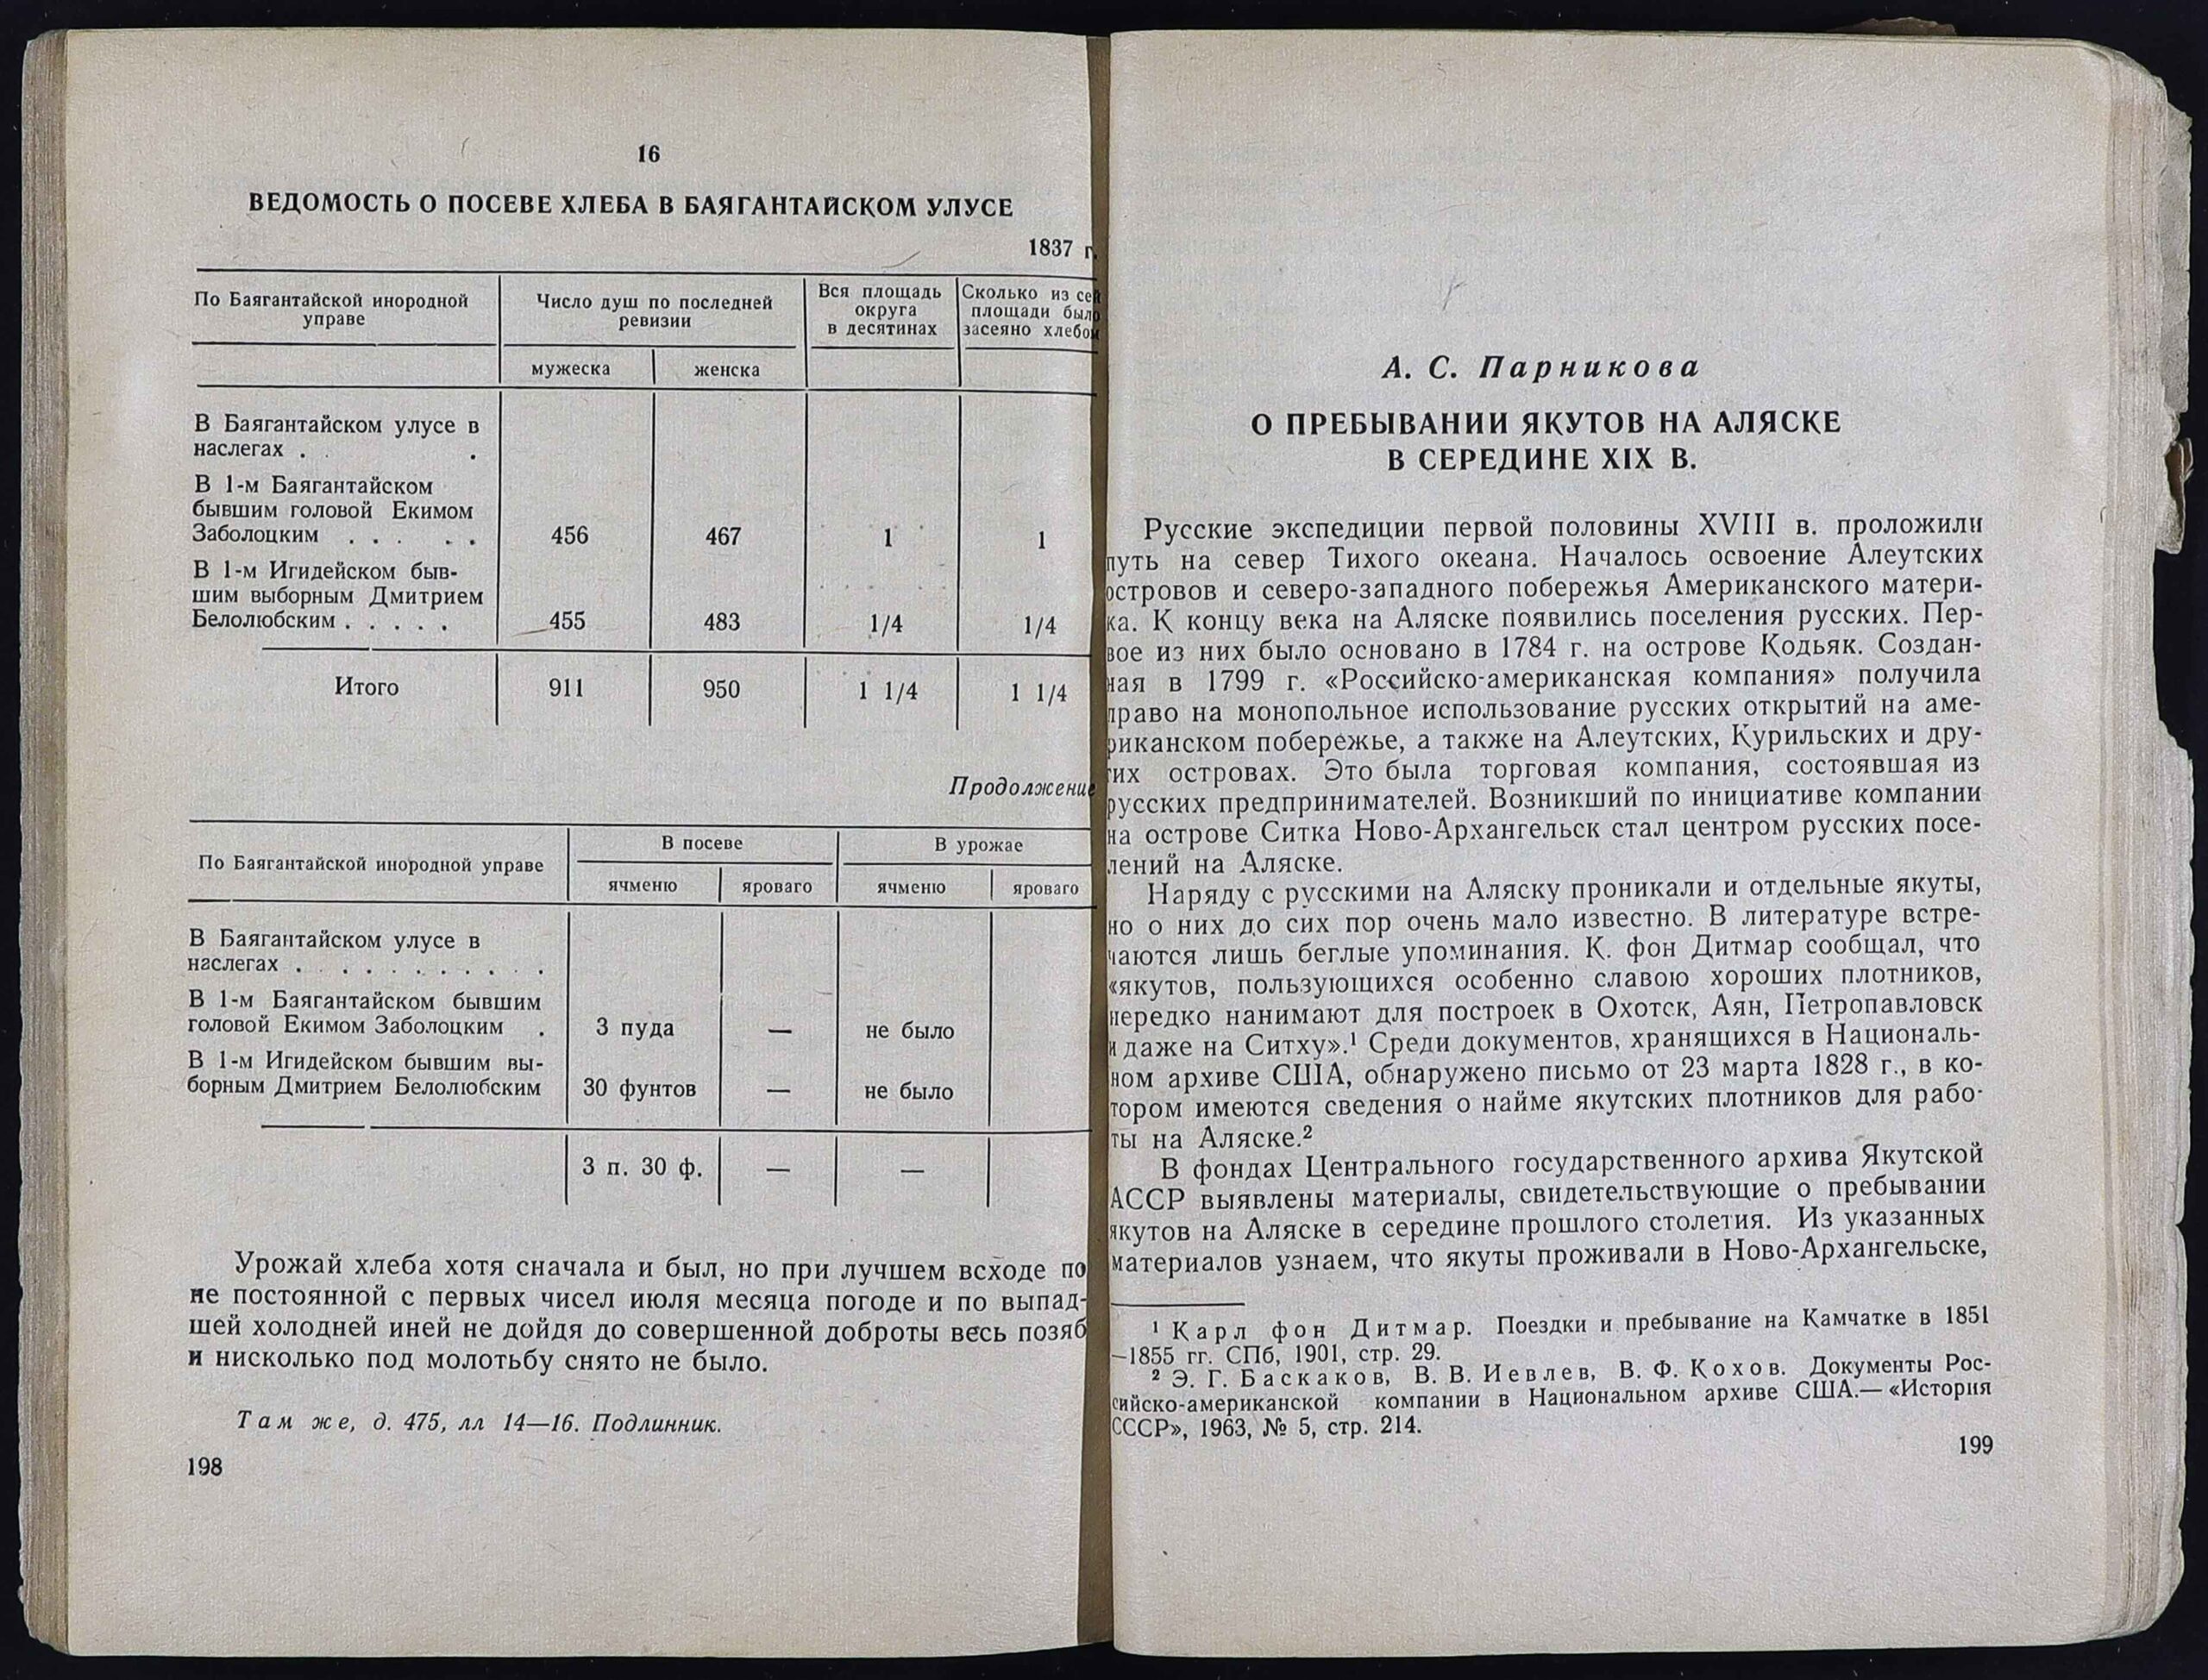 16
ВЕДОМОСТЬ О ПОСЕВЕ ХЛЕБА В БАЯГАНТАЙСКОМ УЛУСЕ
1837 г.
По Баягантайской инородной управе
Число душ по последней ревизии
Вся площадь округа в десятинах
Сколько из сей площади было засеяно хлебом
мужеска женска
В Баягантайском улусе в
наслегах . .
В 1-м Баягантайском
бывшим головой Екимом
Заболоцким . . . . . 456 467 1 1
В 1-м Игидейском быв-
шим выборным Дмитрием
Белолюбским . . . . . 455 483 1/4 1/4
Итого 911 950 1 1/4 1 1/4
Продолжение
По Баягантайской инородной управе
В посеве В урожае
ячменю яроваго ячменю яроваго
В Баягантайском улусе в
наслегах . . . . . . . . . .
В 1-м Баягантайском бывшим
головой Екимом Заболоцким . 3 пуда — не было
В 1-м Игидейском бывшим вы-
борным Дмитрием Белолюбским 30 фунтов — не было
3 п. 30 ф. — —
Урожай хлеба хотя сначала и был, но при лучшем всходе по
не постоянной с первых чисел июля месяца погоде и по выпад-
шей холодней иней не дойдя до совершенной доброты весь позяб
и нисколько под молотьбу снято не было.
Там же, д. 475, лл 14—16. Подлинник.
198
А. С. Парникова
О ПРЕБЫВАНИИ ЯКУТОВ НА АЛЯСКЕ
В СЕРЕДИНЕ XIX В.
Русские экспедиции первой половины XVIII в. проложили
путь на север Тихого океана. Началось освоение Алеутских
островов и северо-западного побережья Американского матери-
ка. К концу века на Аляске появились поселения русских. Пер-
вое из них было основано в 1784 г. на острове Кодьяк. Создан-
ная в 1799 г. «Российско-американская компания» получила
право на монопольное использование русских открытий на аме-
риканском побережье, а также на Алеутских, Курильских и дру-
гих островах. Это была торговая компания, состоявшая из
русских предпринимателей. Возникший по инициативе компании
на острове Ситка Ново-Архангельск стал центром русских посе-
лений на Аляске.
Наряду с русскими на Аляску проникали и отдельные якуты,
но о них до сих пор очень мало известно. В литературе встре-
чаются лишь беглые упоминания. К. фон Дитмар сообщал, что
«якутов, пользующихся особенно славою хороших плотников,
нередко нанимают для построек в Охотск, Аян, Петропавловск
и даже на Ситху».¹ Среди документов, хранящихся в Националь-
ном архиве США, обнаружено письмо от 23 марта 1828 г., в ко-
тором имеются сведения о найме якутских плотников для рабо-
ты на Аляске.²
В фондах Центрального государственного архива Якутской
АССР выявлены материалы, свидетельствующие о пребывании
якутов на Аляске в середине прошлого столетия. Из указанных
материалов узнаем, что якуты проживали в Ново-Архангельске,
¹ Карл фон Дитмар. Поездки и пребывание на Камчатке в 1851
—1855 гг. СПб, 1901, стр. 29.
² Э. Г. Баскаков, В. В. Иевлев, В. Ф. Кохов. Документы Рос-
сийско-американской компании в Национальном архиве США.— «История
СССР», 1963, № 5, стр. 214.
199